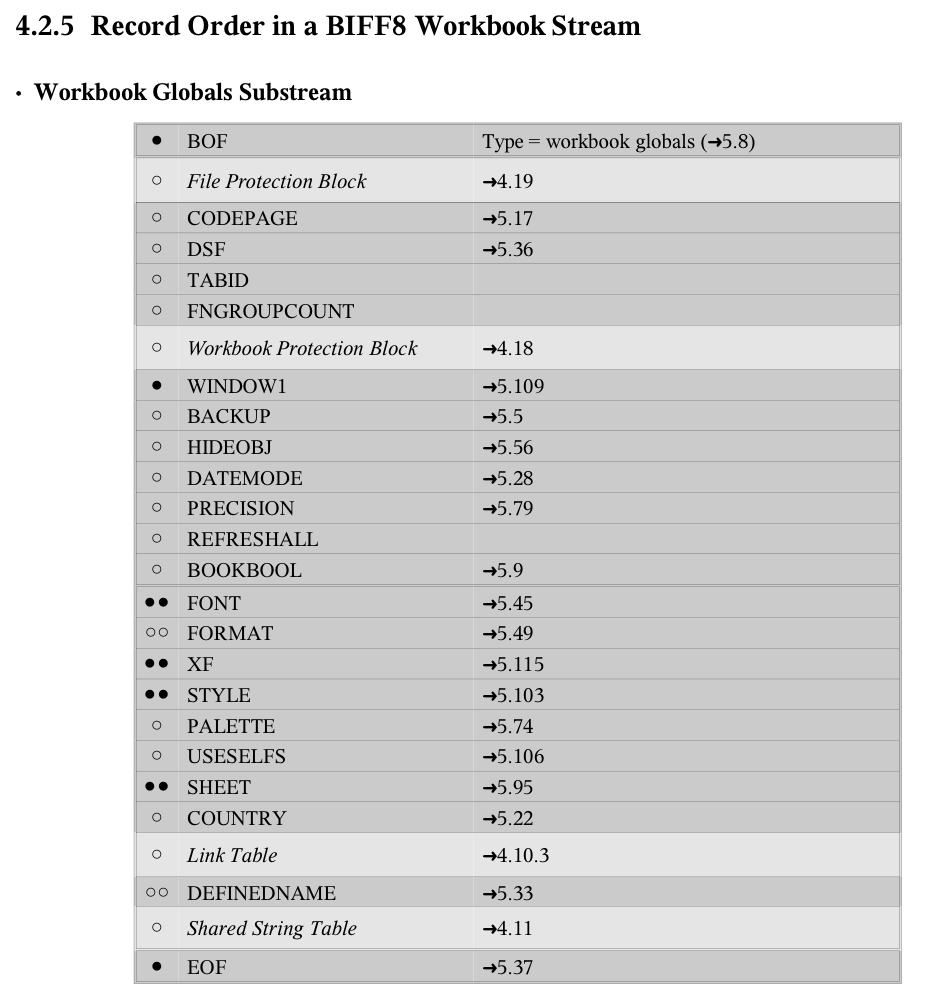 4.2.5 Record Order in a BIFF8 Workbook Stream
• Workbook Globals Substream
● BOF Type = workbook globals (➜5.8)
○ File Protection Block ➜4.19
○ CODEPAGE ➜5.17
○ DSF ➜5.36
○ TABID
○ FNGROUPCOUNT
○ Workbook Protection Block ➜4.18
● WINDOW1 ➜5.109
○ BACKUP ➜5.5
○ HIDEOBJ ➜5.56
○ DATEMODE ➜5.28
○ PRECISION ➜5.79
○ REFRESHALL
○ BOOKBOOL ➜5.9
●● FONT ➜5.45
○○ FORMAT ➜5.49
●● XF ➜5.115
●● STYLE ➜5.103
○ PALETTE ➜5.74
○ USESELFS ➜5.106
●● SHEET ➜5.95
○ COUNTRY ➜5.22
○ Link Table ➜4.10.3
○○ DEFINEDNAME ➜5.33
○ Shared String Table ➜4.11
● EOF ➜5.37